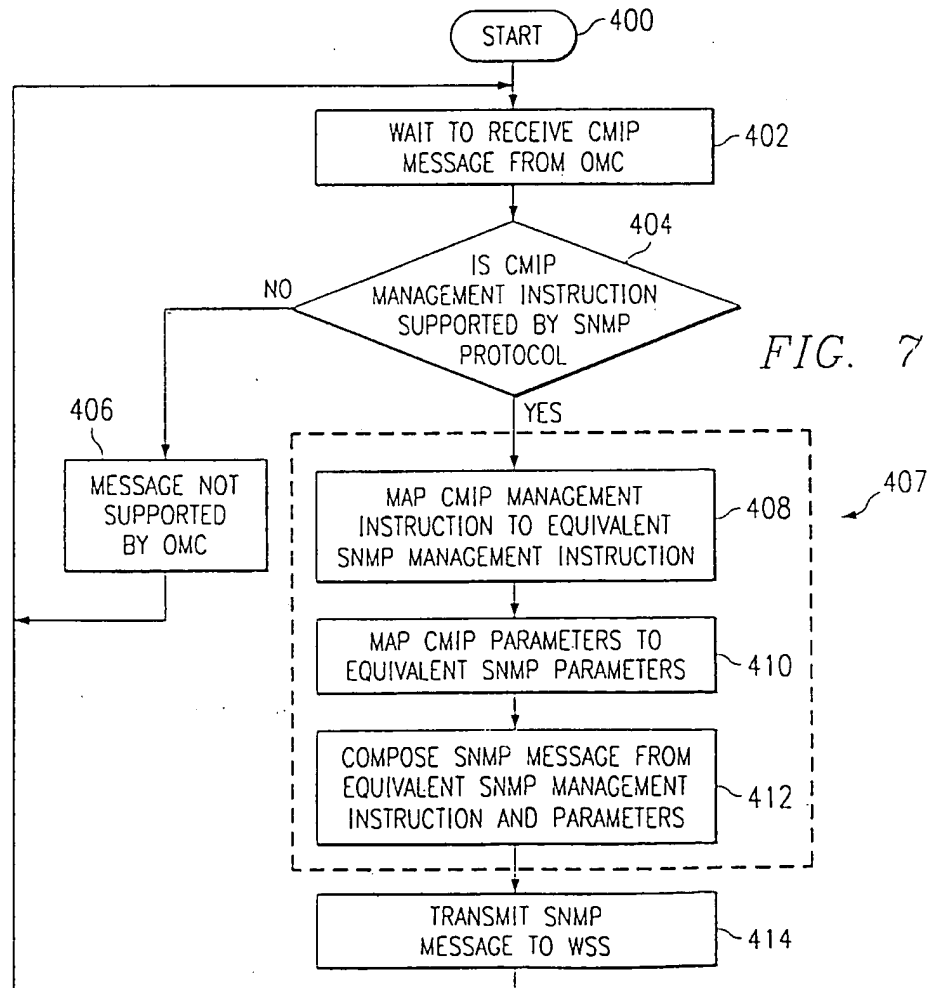 START
400
WAIT TO RECEIVE CMIP
MESSAGE FROM OMC
402
404
IS CMIP
MANAGEMENT INSTRUCTION
SUPPORTED BY SNMP
PROTOCOL
NO
YES
FIG. 7
406
MESSAGE NOT
SUPPORTED
BY OMC
407
MAP CMIP MANAGEMENT
INSTRUCTION TO EQUIVALENT
SNMP MANAGEMENT INSTRUCTION
408
MAP CMIP PARAMETERS TO
EQUIVALENT SNMP PARAMETERS
410
COMPOSE SNMP MESSAGE FROM
EQUIVALENT SNMP MANAGEMENT
INSTRUCTION AND PARAMETERS
412
TRANSMIT SNMP
MESSAGE TO WSS
414